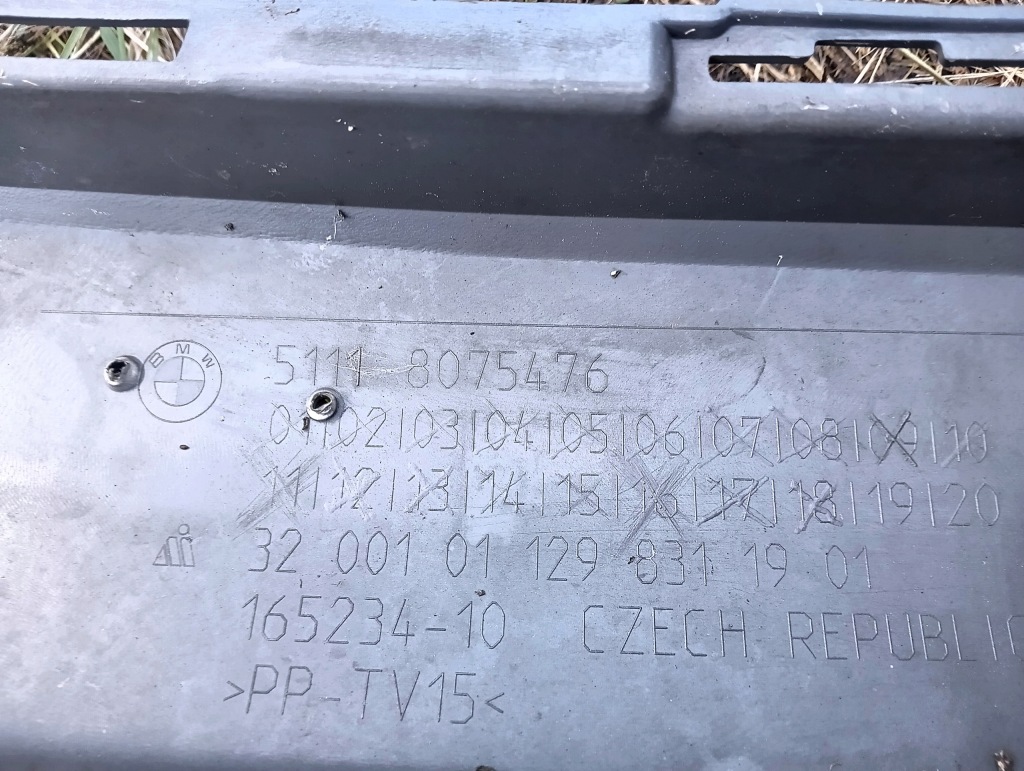 BMW
5111 8075476
01|02|03|04|05|06|07|08|09|10
11|12|13|14|15|16|17|18|19|20
32 001 01 129 831 19 01
165234-10 CZECH REPUBLIC
>PP-TV15<